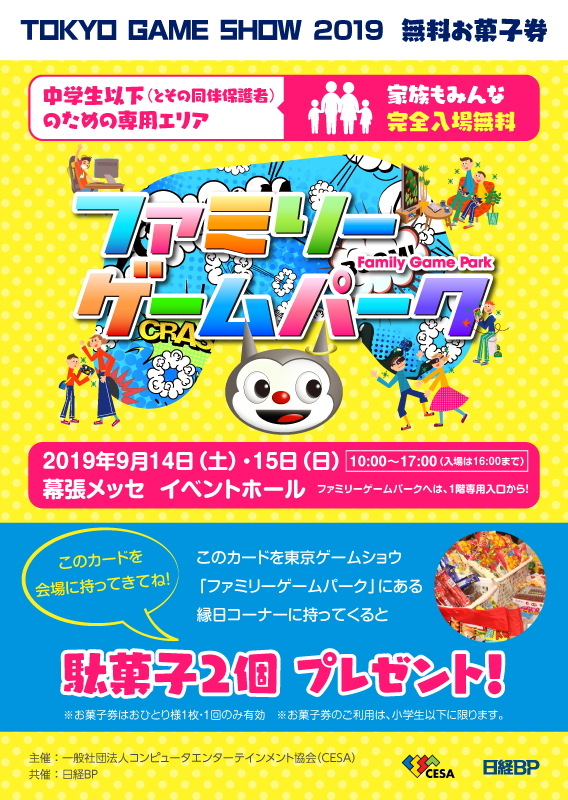 TOKYO GAME SHOW 2019 無料お菓子券
中学生以下（とその同伴保護者）
のための専用エリア
家族もみんな
完全入場無料
ファミリー
Family Game Park
ゲームパーク
CRAS
2019年9月14日（土）・15日（日） 10:00～17:00（入場は16:00まで）
幕張メッセ イベントホール ファミリーゲームパークへは、1階専用入口から!
このカードを
会場に持ってきてね!
このカードを東京ゲームショウ
「ファミリーゲームパーク」にある
縁日コーナーに持ってくると
駄菓子2個 プレゼント!
※お菓子券はおひとり様1枚・1回のみ有効 ※お菓子券のご利用は、小学生以下に限ります。
主催：一般社団法人コンピュータエンターテインメント協会（CESA）
共催：日経BP
CESA 日経BP